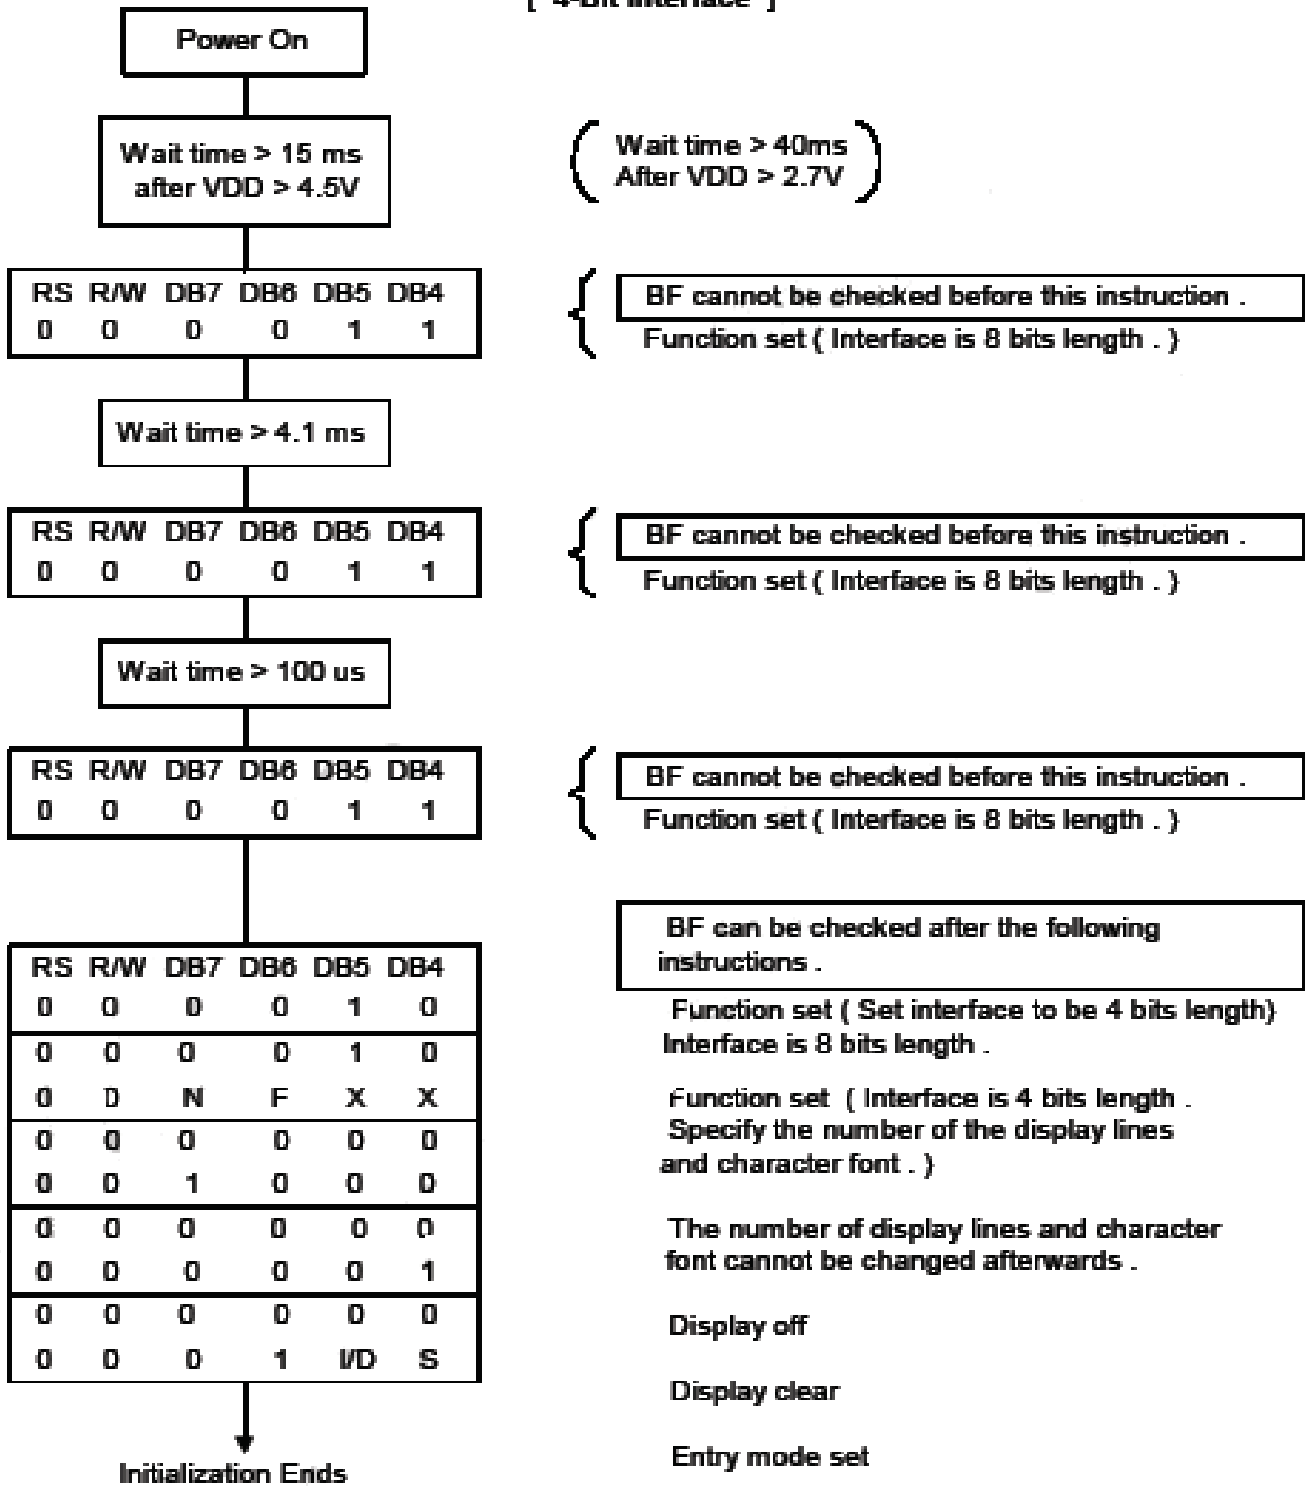 [ 4-Bit Interface ]
Power On
Wait time > 15 ms
after VDD > 4.5V
Wait time > 40ms
After VDD > 2.7V
RS R/W DB7 DB6 DB5 DB4
0 0 0 0 1 1
BF cannot be checked before this instruction .
Function set ( Interface is 8 bits length . )
Wait time > 4.1 ms
RS R/W DB7 DB6 DB5 DB4
0 0 0 0 1 1
BF cannot be checked before this instruction .
Function set ( Interface is 8 bits length . )
Wait time > 100 us
RS R/W DB7 DB6 DB5 DB4
0 0 0 0 1 1
BF cannot be checked before this instruction .
Function set ( Interface is 8 bits length . )
RS R/W DB7 DB6 DB5 DB4
0 0 0 0 1 0
0 0 0 0 1 0
0 0 N F X X
0 0 0 0 0 0
0 0 1 0 0 0
0 0 0 0 0 0
0 0 0 0 0 1
0 0 0 0 0 0
0 0 0 1 I/D S
BF can be checked after the following
instructions .
Function set ( Set interface to be 4 bits length)
Interface is 8 bits length .
Function set ( Interface is 4 bits length .
Specify the number of the display lines
and character font . )
The number of display lines and character
font cannot be changed afterwards .
Display off
Display clear
Entry mode set
Initialization Ends